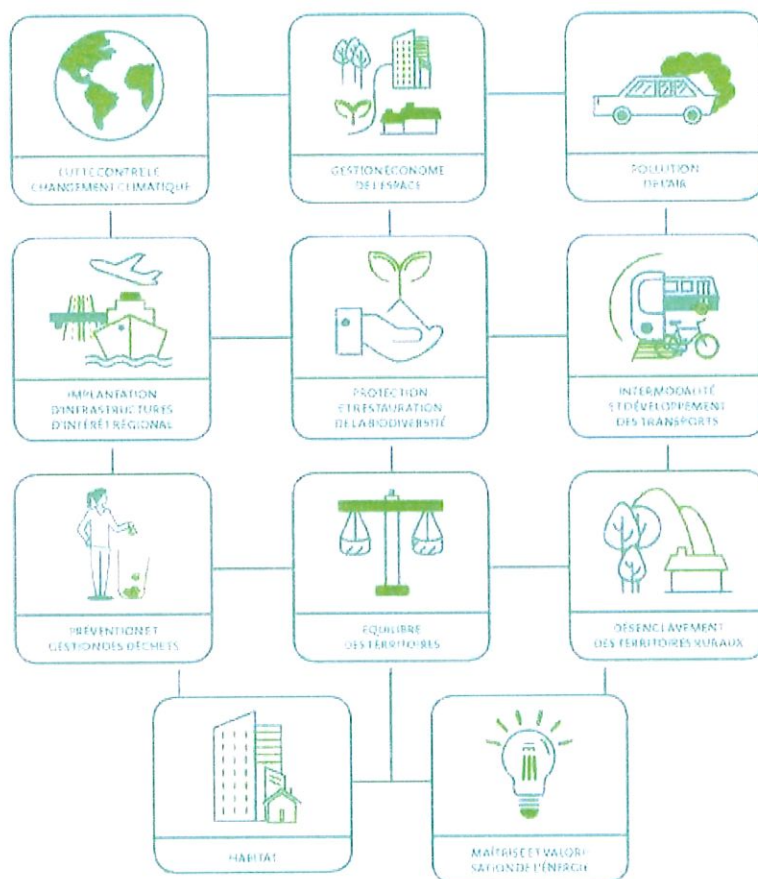 LUTTE CONTRE LE
CHANGEMENT CLIMATIQUE
GESTION ÉCONOME
DE L'ESPACE
POLLUTION
DE L'AIR
IMPLANTATION
D'INFRASTRUCTURES
D'INTÉRÊT RÉGIONAL
PROTECTION
ET RESTAURATION
DE LA BIODIVERSITÉ
INTERMODALITÉ
ET DÉVELOPPEMENT
DES TRANSPORTS
PRÉVENTION ET
GESTION DES DÉCHETS
ÉQUILIBRE
DES TERRITOIRES
DÉSENCLAVEMENT
DES TERRITOIRES RURAUX
HABITAT
MAÎTRISE ET VALORI-
SATION DE L'ÉNERGIE